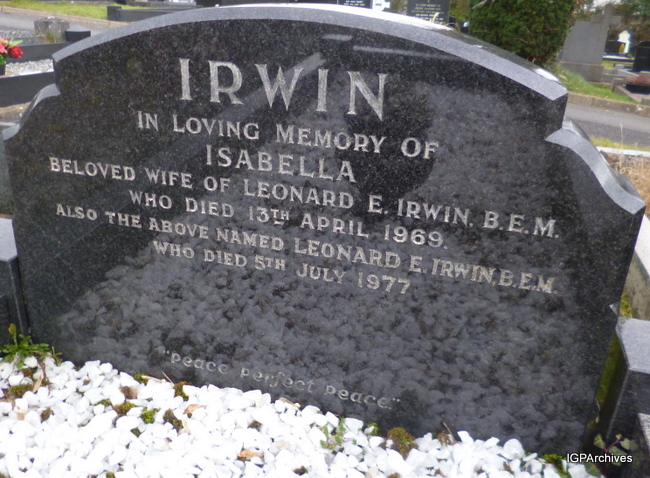 IRWIN
IN LOVING MEMORY OF
ISABELLA
BELOVED WIFE OF LEONARD E. IRWIN, B.E.M.
WHO DIED 13TH APRIL 1969.
ALSO THE ABOVE NAMED LEONARD E. IRWIN, B.E.M.
WHO DIED 5TH JULY 1977
"Peace Perfect Peace"
IGPArchives